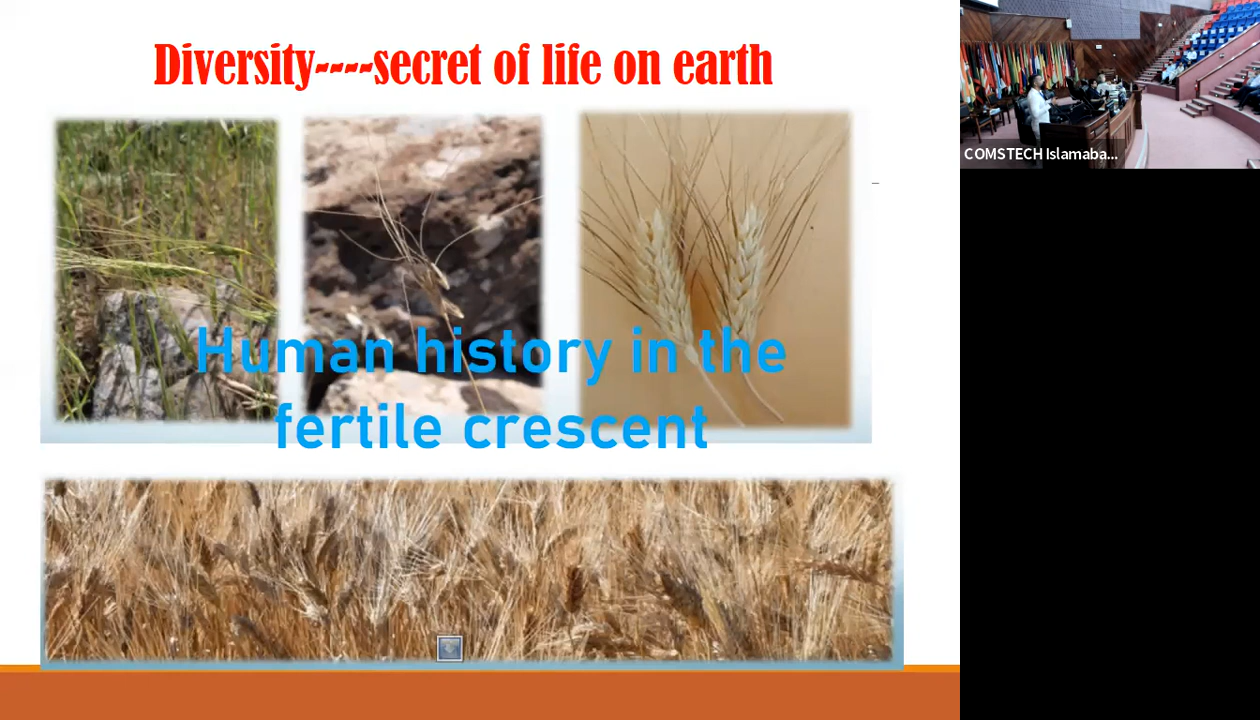 Diversity----secret of life on earth
COMSTECH Islamaba...
Human history in the
fertile crescent